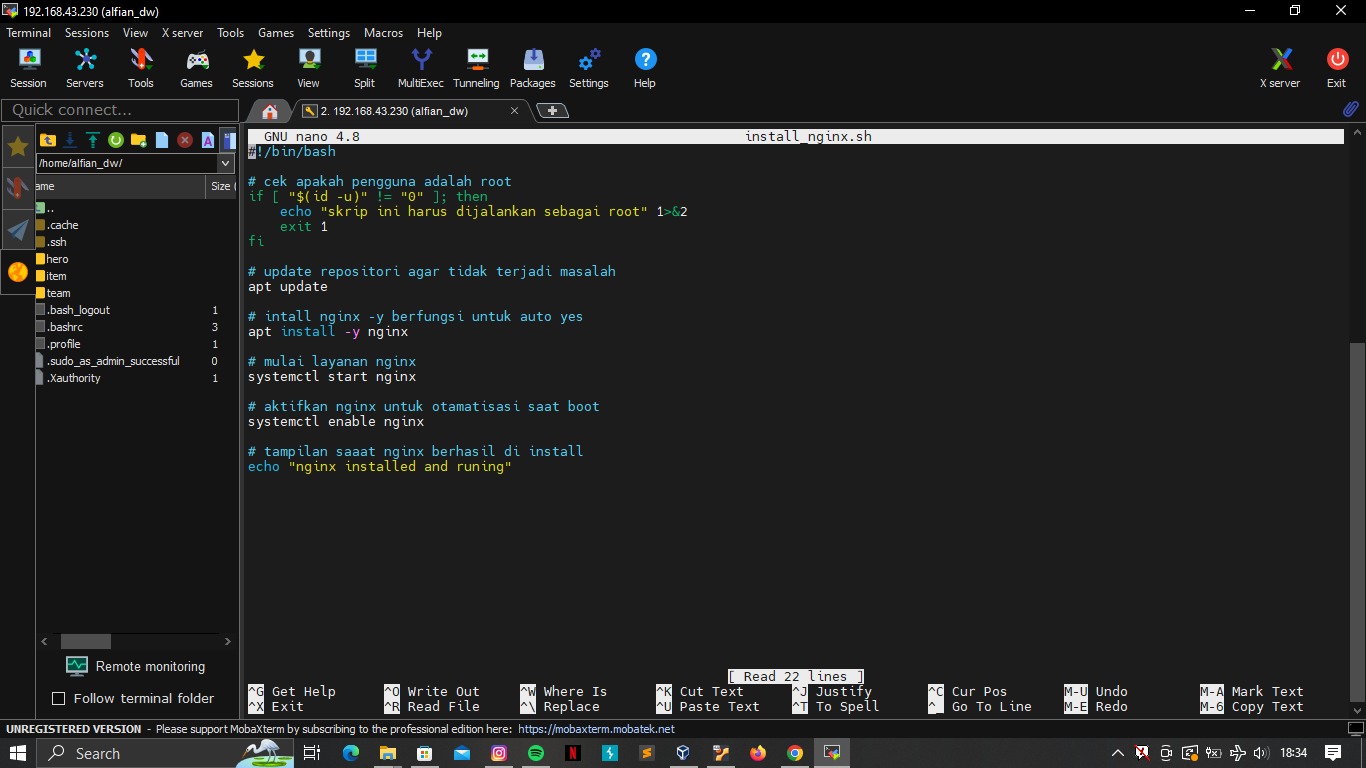 192.168.43.230 (alfian_dw)
Terminal Sessions View X server Tools Games Settings Macros Help
Session Servers Tools Games Sessions View Split MultiExec Tunneling Packages Settings Help X server Exit
Quick connect...
2. 192.168.43.230 (alfian_dw)
/home/alfian_dw/
ame Size (
..
.cache
.ssh
hero
item
team
.bash_logout 1
.bashrc 3
.profile 1
.sudo_as_admin_successful 0
.Xauthority 1
Remote monitoring
Follow terminal folder
GNU nano 4.8 install_nginx.sh
#!/bin/bash
# cek apakah pengguna adalah root
if [ "$(id -u)" != "0" ]; then
echo "skrip ini harus dijalankan sebagai root" 1>&2
exit 1
fi
# update repositori agar tidak terjadi masalah
apt update
# intall nginx -y berfungsi untuk auto yes
apt install -y nginx
# mulai layanan nginx
systemctl start nginx
# aktifkan nginx untuk otamatisasi saat boot
systemctl enable nginx
# tampilan saaat nginx berhasil di install
echo "nginx installed and runing"
[ Read 22 lines ]
^G Get Help ^O Write Out ^W Where Is ^K Cut Text ^J Justify ^C Cur Pos M-U Undo M-A Mark Text
^X Exit ^R Read File ^\ Replace ^U Paste Text ^T To Spell ^_ Go To Line M-E Redo M-6 Copy Text
UNREGISTERED VERSION - Please support MobaXterm by subscribing to the professional edition here: https://mobaxterm.mobatek.net
Search
18:34